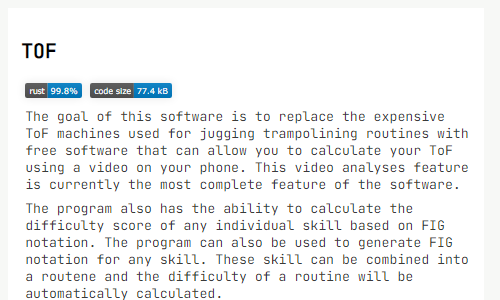 TOF
rust 99.8% code size 77.4 kB
The goal of this software is to replace the expensive
ToF machines used for jugging trampolining routines with
free software that can allow you to calculate your ToF
using a video on your phone. This video analyses feature
is currently the most complete feature of the software.
The program also has the ability to calculate the
difficulty score of any individual skill based on FIG
notation. The program can also be used to generate FIG
notation for any skill. These skill can be combined into
a routene and the difficulty of a routine will be
automatically calculated.